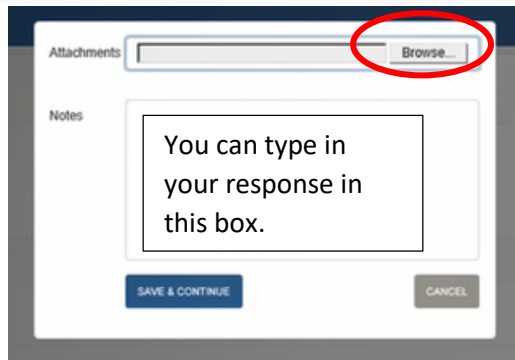 Attachments Browse...
Notes
You can type in
your response in
this box.
SAVE & CONTINUE CANCEL